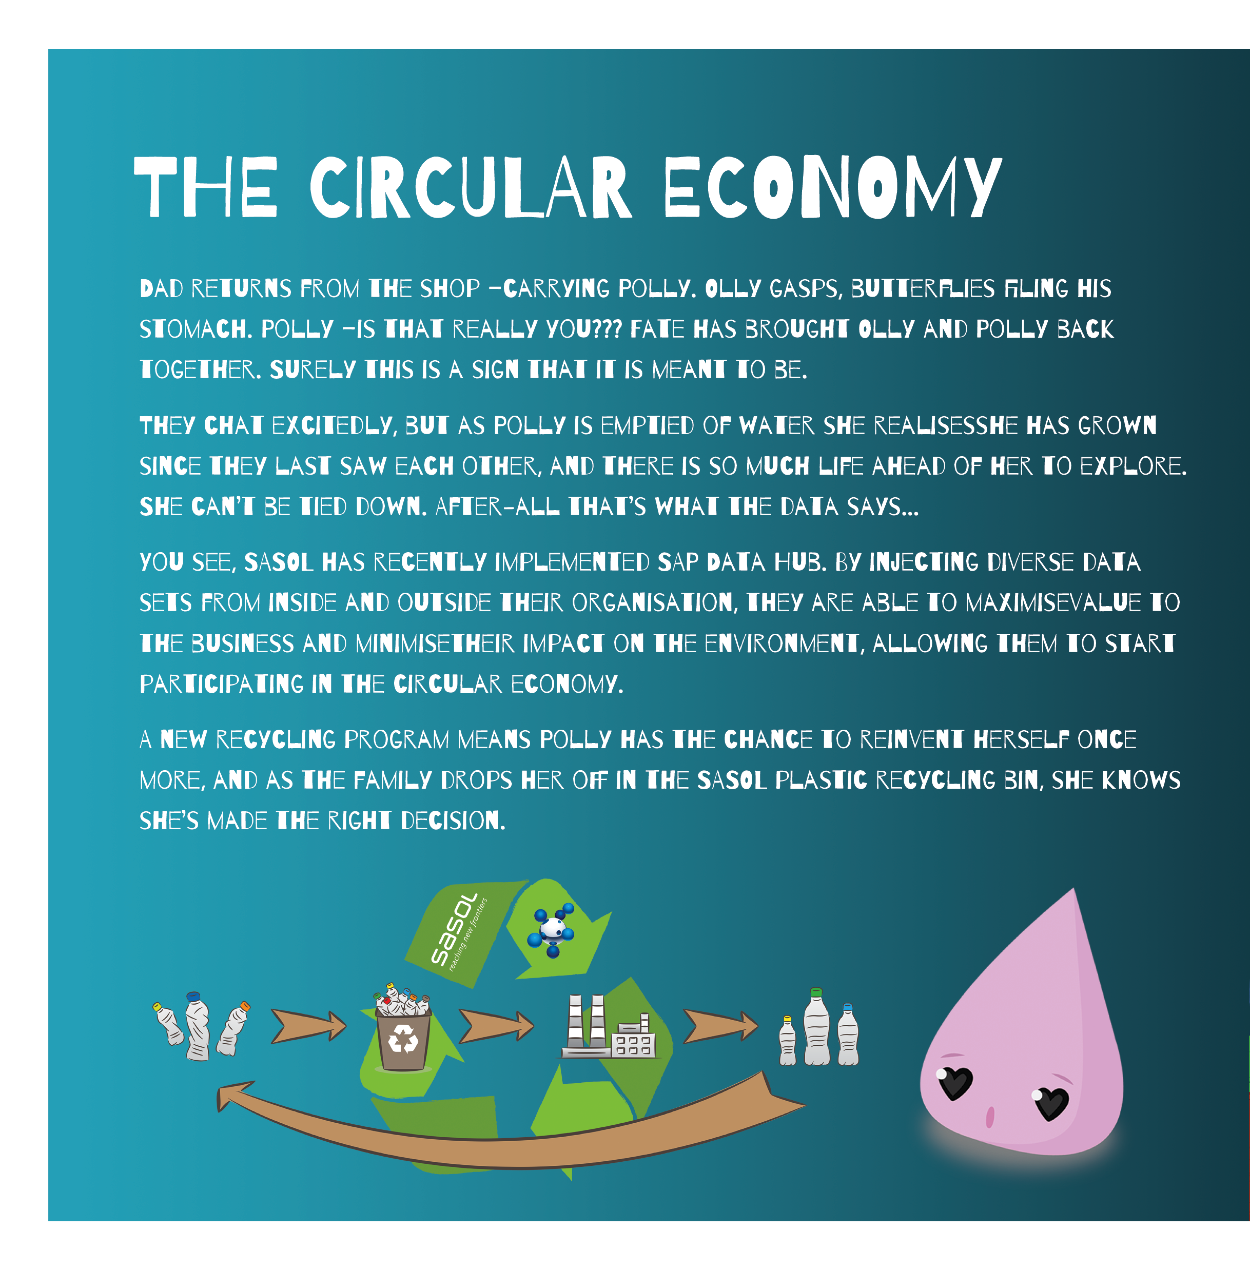 THE CIRCULAR ECONOMY
DAD RETURNS FROM THE SHOP –CARRYING POLLY. OLLY GASPS, BUTTERFLIES FILING HIS
STOMACH. POLLY –IS THAT REALLY YOU??? FATE HAS BROUGHT OLLY AND POLLY BACK
TOGETHER. SURELY THIS IS A SIGN THAT IT IS MEANT TO BE.
THEY CHAT EXCITEDLY, BUT AS POLLY IS EMPTIED OF WATER SHE REALISESSHE HAS GROWN
SINCE THEY LAST SAW EACH OTHER, AND THERE IS SO MUCH LIFE AHEAD OF HER TO EXPLORE.
SHE CAN'T BE TIED DOWN. AFTER-ALL THAT'S WHAT THE DATA SAYS...
YOU SEE, SASOL HAS RECENTLY IMPLEMENTED SAP DATA HUB. BY INJECTING DIVERSE DATA
SETS FROM INSIDE AND OUTSIDE THEIR ORGANISATION, THEY ARE ABLE TO MAXIMISEVALUE TO
THE BUSINESS AND MINIMISETHEIR IMPACT ON THE ENVIRONMENT, ALLOWING THEM TO START
PARTICIPATING IN THE CIRCULAR ECONOMY.
A NEW RECYCLING PROGRAM MEANS POLLY HAS THE CHANCE TO REINVENT HERSELF ONCE
MORE, AND AS THE FAMILY DROPS HER OFF IN THE SASOL PLASTIC RECYCLING BIN, SHE KNOWS
SHE'S MADE THE RIGHT DECISION.
sasol
reaching new frontiers